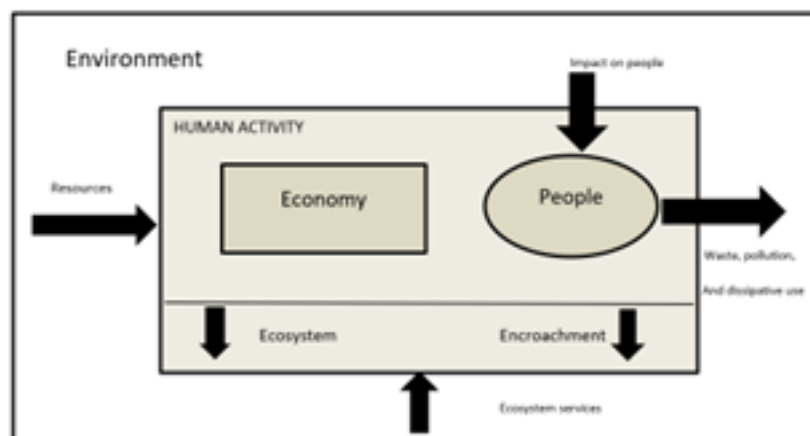 Environment
Impact on people
HUMAN ACTIVITY
Resources
Economy
People
Waste, pollution,
And dissipative use
Ecosystem
Encroachment
Ecosystem services